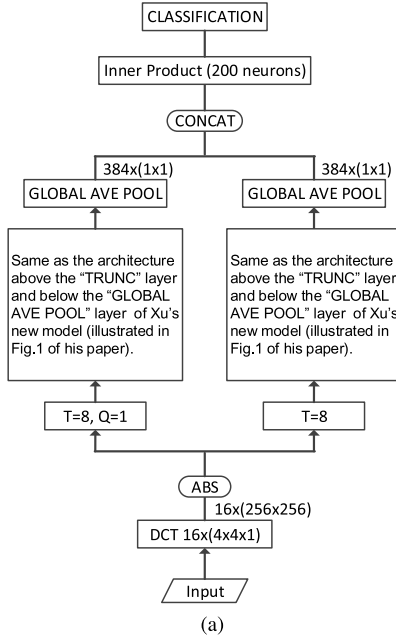 CLASSIFICATION
Inner Product (200 neurons)
CONCAT
384x(1x1)
384x(1x1)
GLOBAL AVE POOL
GLOBAL AVE POOL
Same as the architecture
above the “TRUNC” layer
and below the “GLOBAL
AVE POOL” layer of Xu’s
new model (illustrated in
Fig.1 of his paper).
Same as the architecture
above the “TRUNC” layer
and below the “GLOBAL
AVE POOL” layer of Xu’s
new model (illustrated in
Fig.1 of his paper).
T=8, Q=1
T=8
ABS
16x(256x256)
DCT 16x(4x4x1)
Input
(a)